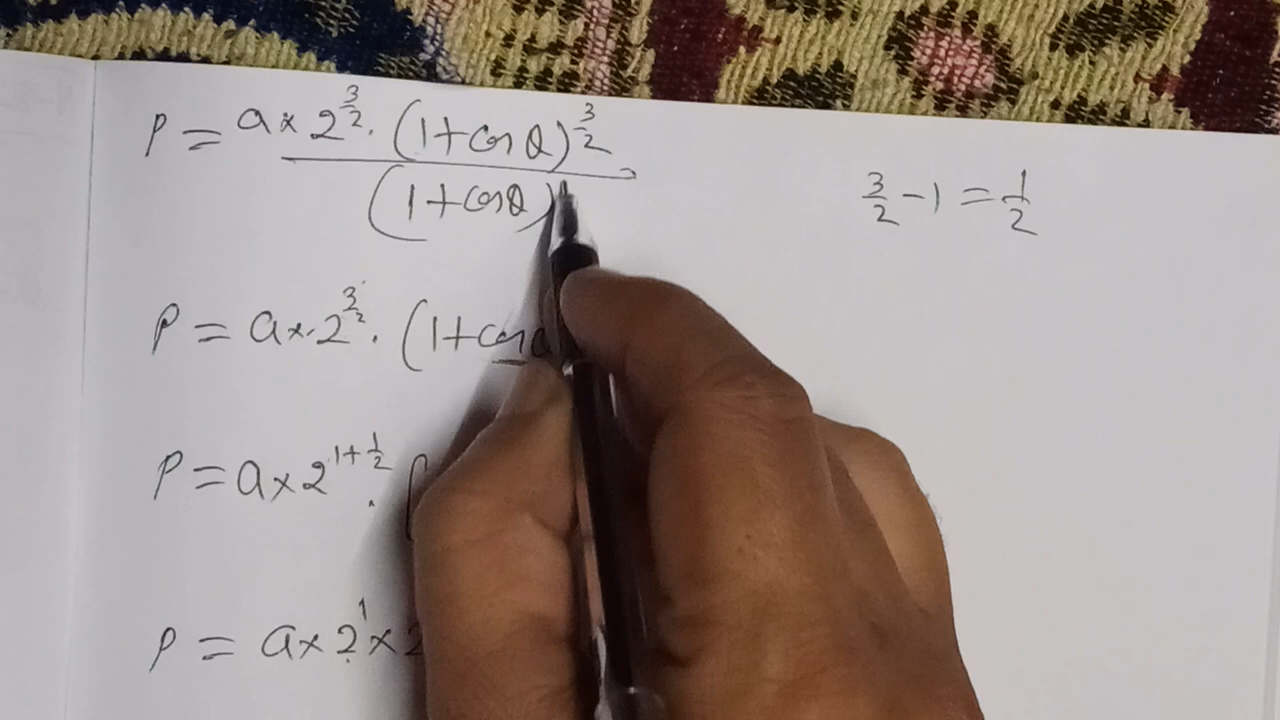 P = a × 2^{3/2} · (1+cosθ)^{3/2} / (1+cosθ)
3/2 - 1 = 1/2
P = a × 2^{3/2} · (1+cos
P = a × 2^{1+1/2} · (
P = a × 2^1 × 2